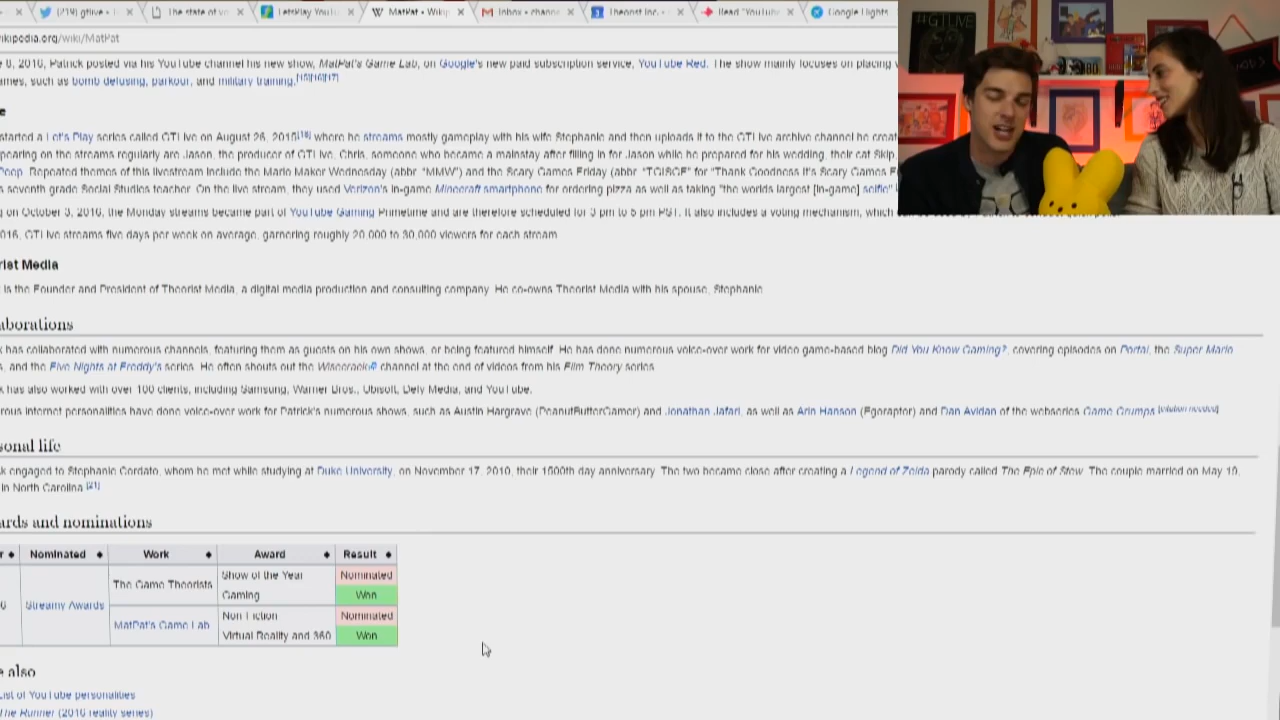 (219) gtlive •
The state of vr
LetsPlay YouTu
MatPat • Wikip
Inbox • channe
Theorist Inc. •
Read "YouTube
Google Flights
wikipedia.org/wiki/MatPat
#GTLIVE
8, 2016, Patrick posted via his YouTube channel his new show, MatPat's Game Lab, on Google's new paid subscription service, YouTube Red. The show mainly focuses on placing
ames, such as bomb defusing, parkour, and military training.[15][16][17]
e
started a Let's Play series called GTLive on August 26, 2015[18] where he streams mostly gameplay with his wife Stephanie and then uploads it to the GTLive archive channel he creat
pearing on the streams regularly are Jason, the producer of GTLive, Chris, someone who became a mainstay after filling in for Jason while he prepared for his wedding, their cat Skip
Peep. Repeated themes of this livestream include the Mario Maker Wednesday (abbr. "MMW") and the Scary Games Friday (abbr. "TGISGF" for "Thank Goodness It's Scary Games F
s seventh grade Social Studies teacher. On the live stream, they used Verizon's in-game Minecraft smartphone for ordering pizza as well as taking "the worlds largest [in-game] selfie"
g on October 3, 2016, the Monday streams became part of YouTube Gaming Primetime and are therefore scheduled for 3 pm to 5 pm PST. It also includes a voting mechanism, which
016, GTLive streams five days per week on average, garnering roughly 20,000 to 30,000 viewers for each stream
rist Media
is the Founder and President of Theorist Media, a digital media production and consulting company. He co-owns Theorist Media with his spouse, Stephanie
aborations
k has collaborated with numerous channels, featuring them as guests on his own shows, or being featured himself. He has done numerous voice-over work for video game-based blog Did You Know Gaming?, covering episodes on Portal, the Super Mario
s, and the Five Nights at Freddy's series. He often shouts out the Wisecrack channel at the end of videos from his Film Theory series
k has also worked with over 100 clients, including Samsung, Warner Bros., Ubisoft, Defy Media, and YouTube.
rous internet personalities have done voice-over work for Patrick's numerous shows, such as Austin Hargrave (PeanutButterGamer) and Jonathan Jafari, as well as Arin Hanson (Egoraptor) and Dan Avidan of the webseries Game Grumps [citation needed]
sonal life
k engaged to Stephanie Cordato, whom he met while studying at Duke University, on November 17, 2010, their 1500th day anniversary. The two became close after creating a Legend of Zelda parody called The Epic of Stew. The couple married on May 19,
in North Carolina [21]
ards and nominations
r Nominated Work Award Result
6 Streamy Awards The Game Theorists Show of the Year Nominated
Gaming Won
MatPat's Game Lab Non Fiction Nominated
Virtual Reality and 360 Won
e also
List of YouTube personalities
The Runner (2016 reality series)